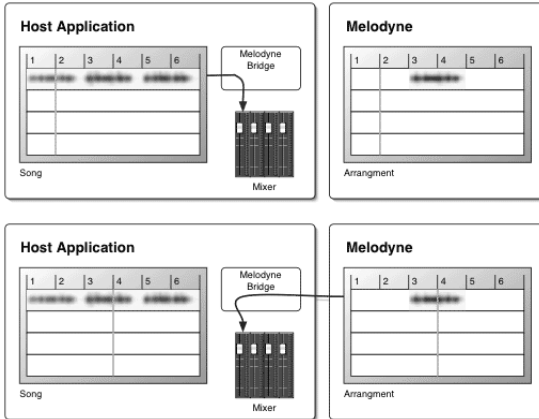 Host Application
1 2 3 4 5 6
Song
Melodyne
Bridge
Mixer
Melodyne
1 2 3 4 5 6
Arrangment
Host Application
1 2 3 4 5 6
Song
Melodyne
Bridge
Mixer
Melodyne
1 2 3 4 5 6
Arrangment